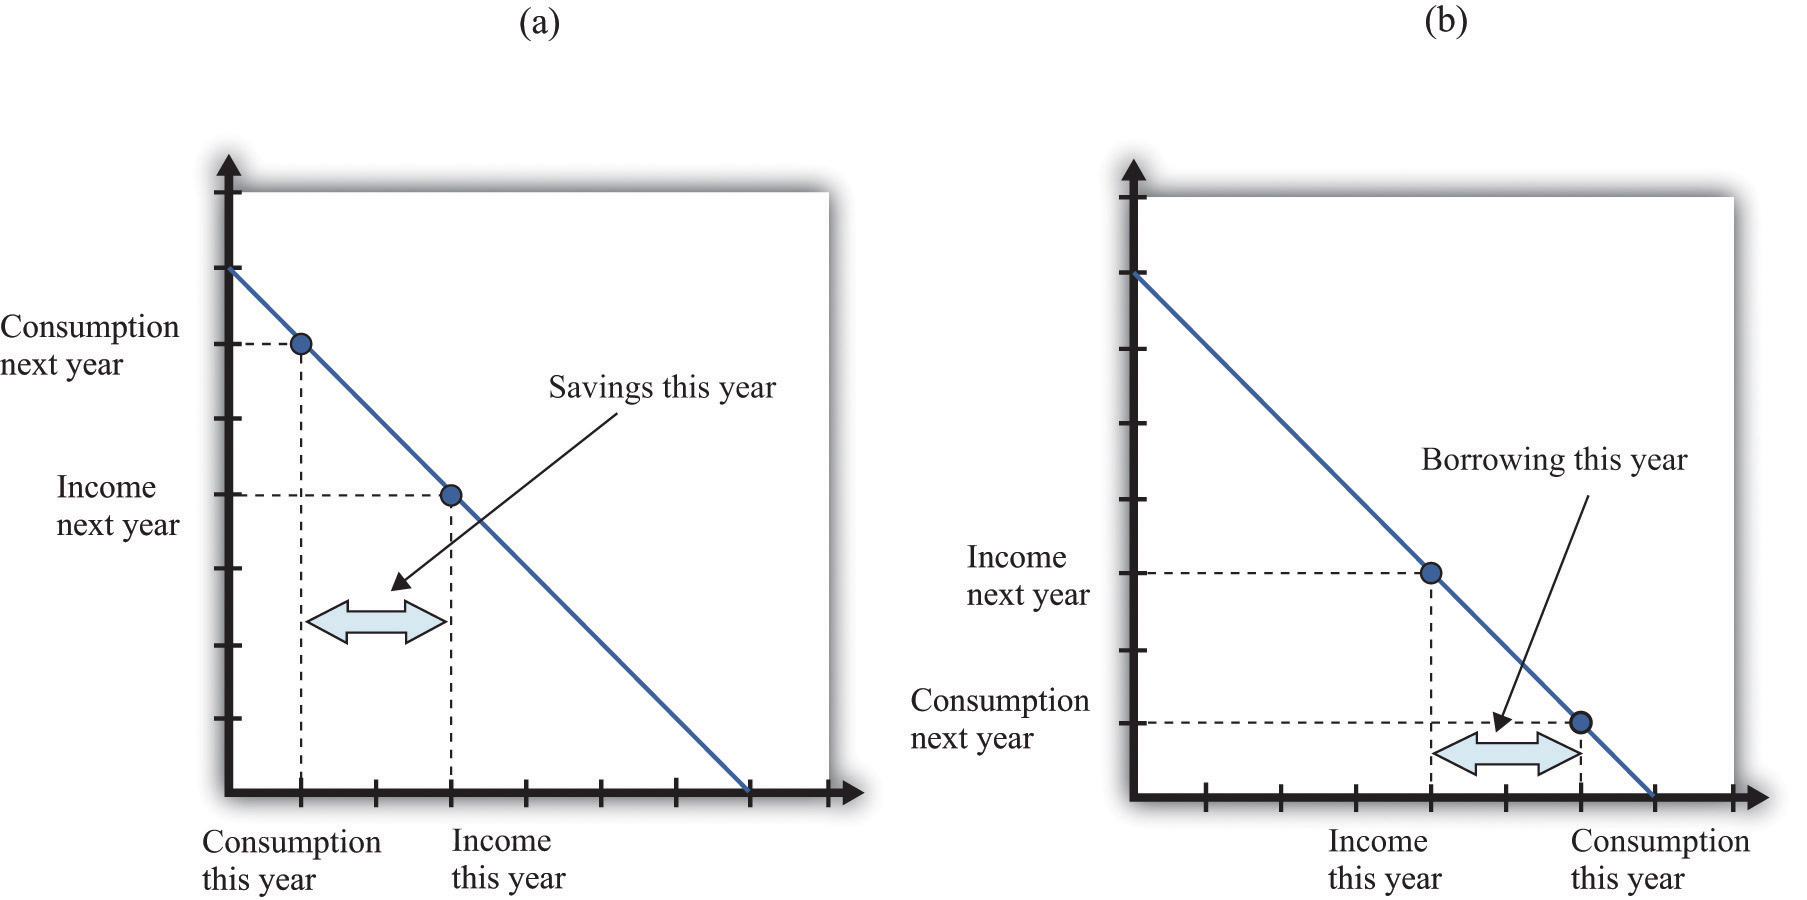 (a)
Consumption
next year
Savings this year
Income
next year
Consumption
this year
Income
this year
(b)
Borrowing this year
Income
next year
Consumption
next year
Income
this year
Consumption
this year